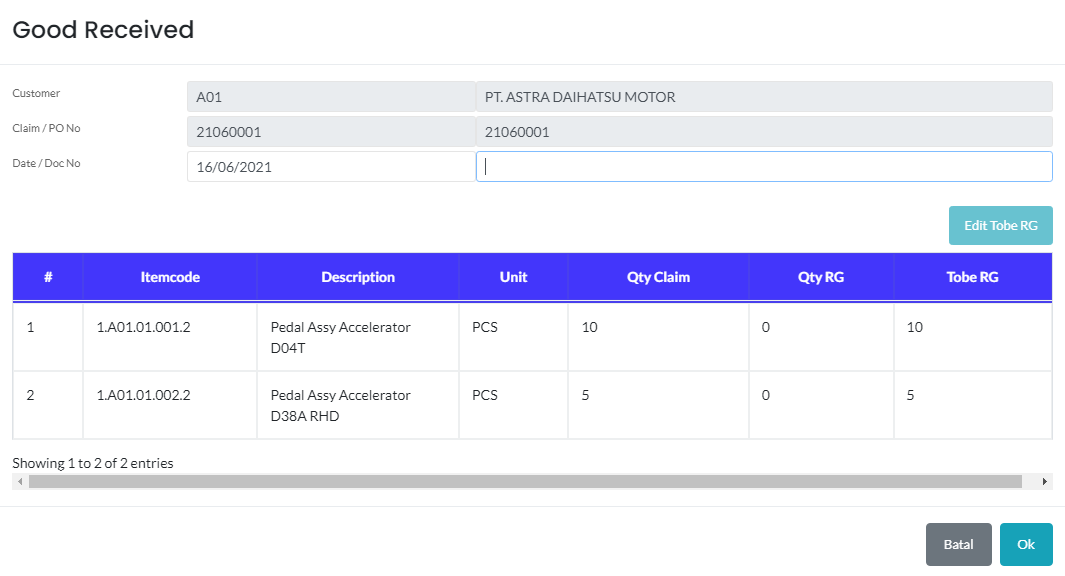 Good Received
Customer A01 PT. ASTRA DAIHATSU MOTOR
Claim / PO No 21060001 21060001
Date / Doc No 16/06/2021
Edit Tobe RG
# Itemcode Description Unit Qty Claim Qty RG Tobe RG
1 1.A01.01.001.2 Pedal Assy Accelerator PCS 10 0 10
D04T
2 1.A01.01.002.2 Pedal Assy Accelerator PCS 5 0 5
D38A RHD
Showing 1 to 2 of 2 entries
Batal Ok